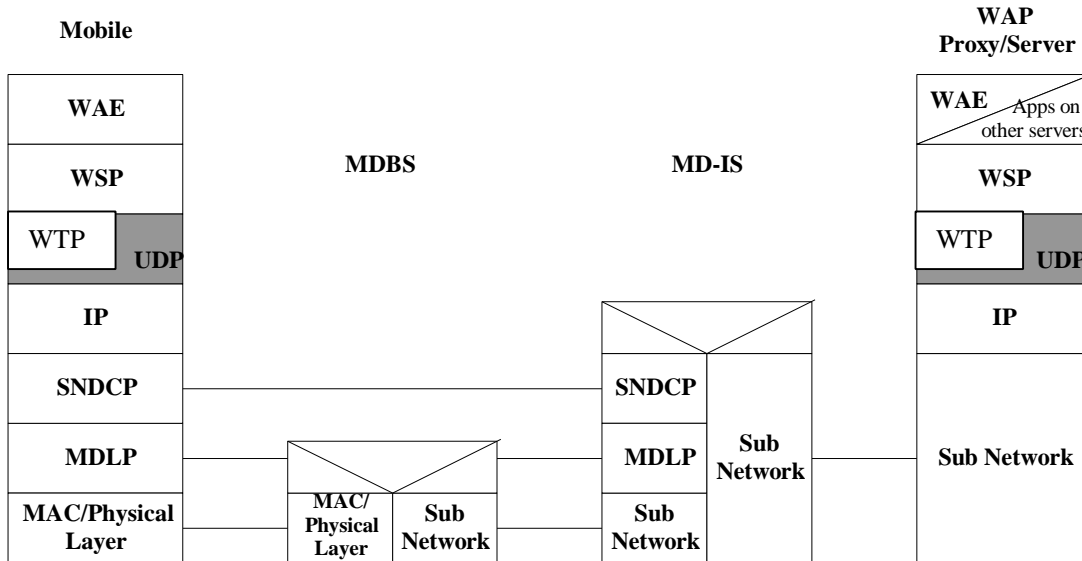 Mobile
WAP
Proxy/Server
WAE
WAE
Apps on
other servers
WSP
MDBS
MD-IS
WSP
WTP
UDP
WTP
UDP
IP
IP
SNDCP
SNDCP
MDLP
MDLP
Sub
Network
Sub Network
MAC/Physical
Layer
MAC/
Physical
Layer
Sub
Network
Sub
Network